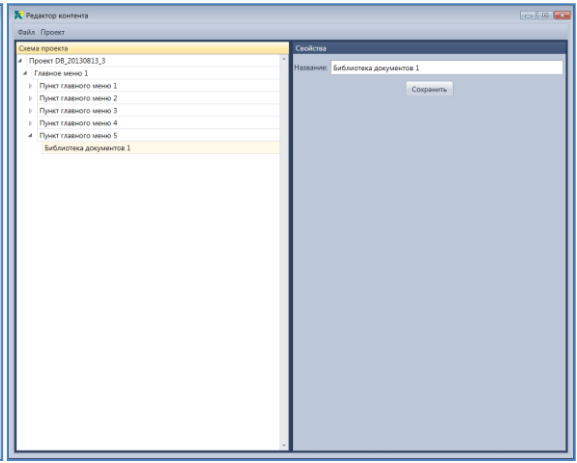 Редактор контента
Файл Проект
Схема проекта
Проект DB_20130813_3
Главное меню 1
Пункт главного меню 1
Пункт главного меню 2
Пункт главного меню 3
Пункт главного меню 4
Пункт главного меню 5
Библиотека документов 1
Свойства
Название: Библиотека документов 1
Сохранить